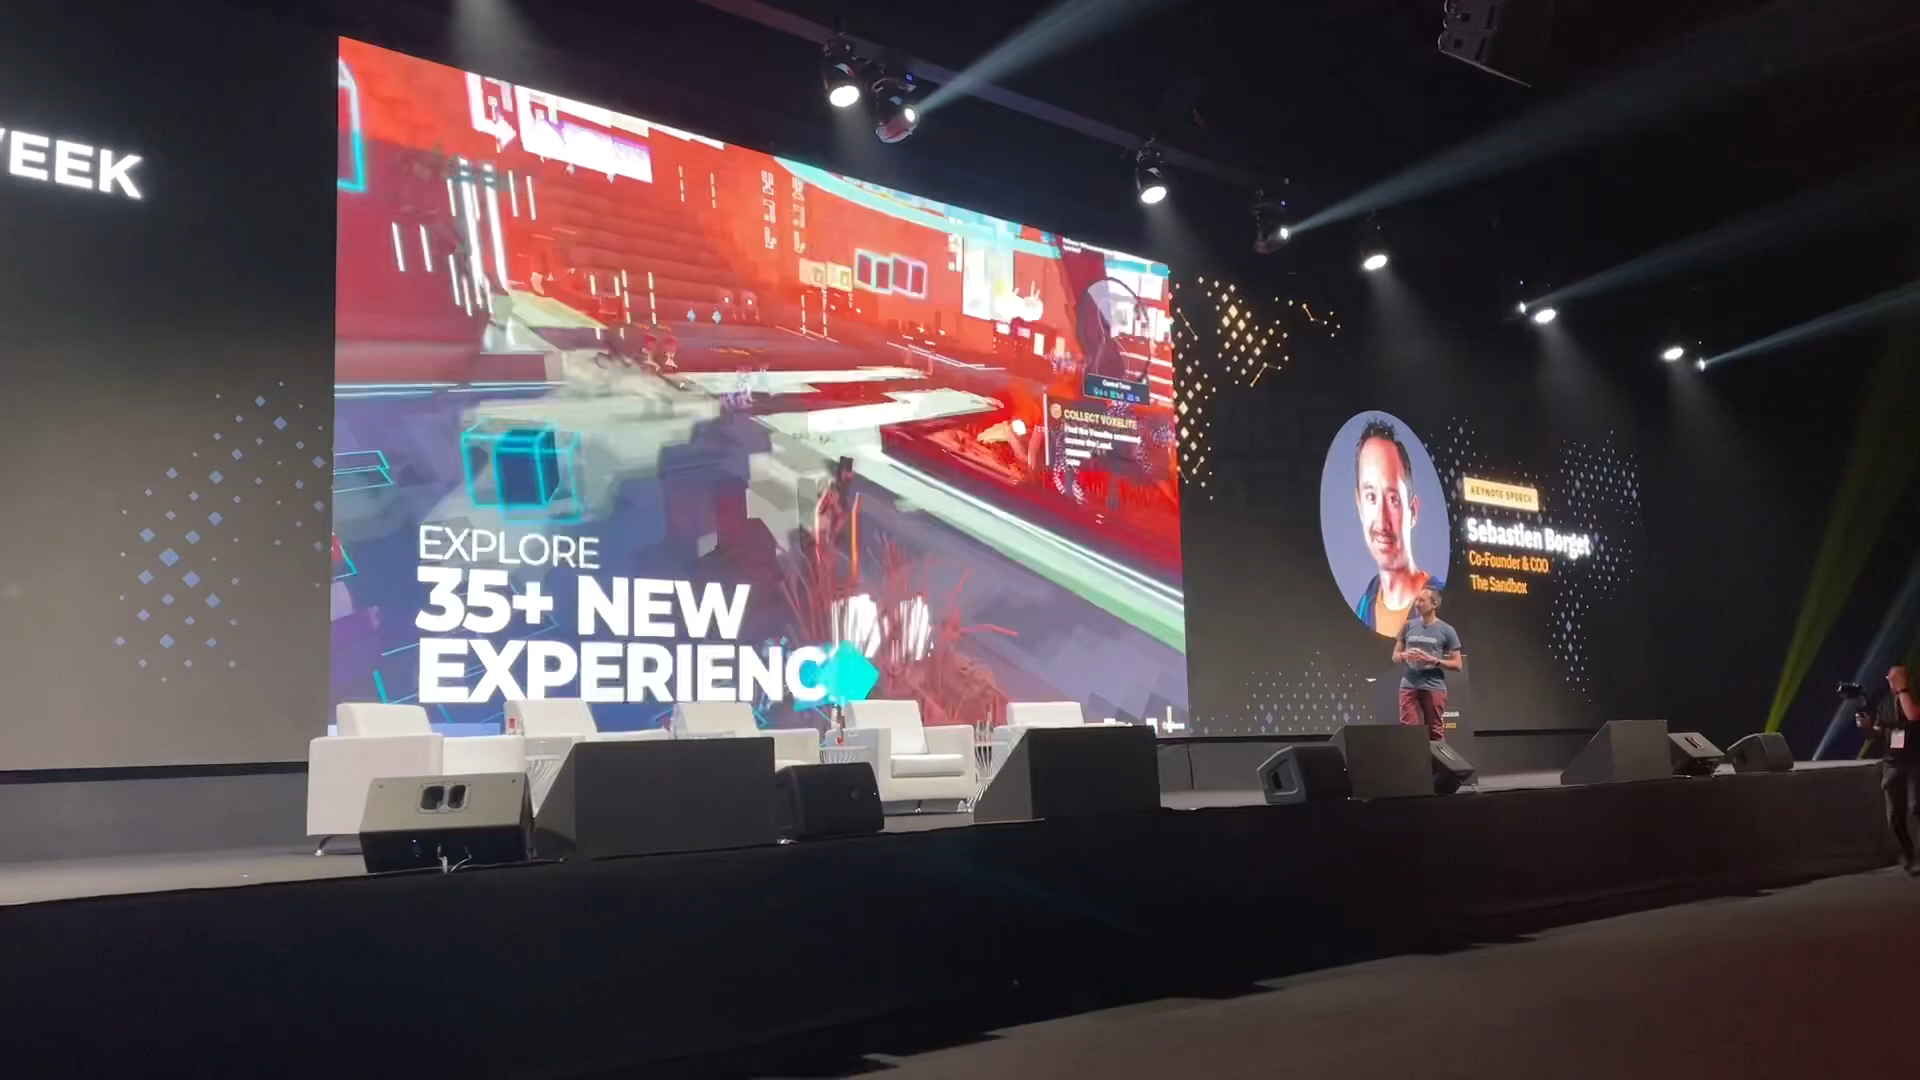 EEK
EXPLORE
35+ NEW
EXPERIENC
COLLECT VOXELITE
KEYNOTE SPEECH
Sebastien Borget
Co-Founder & COO
The Sandbox